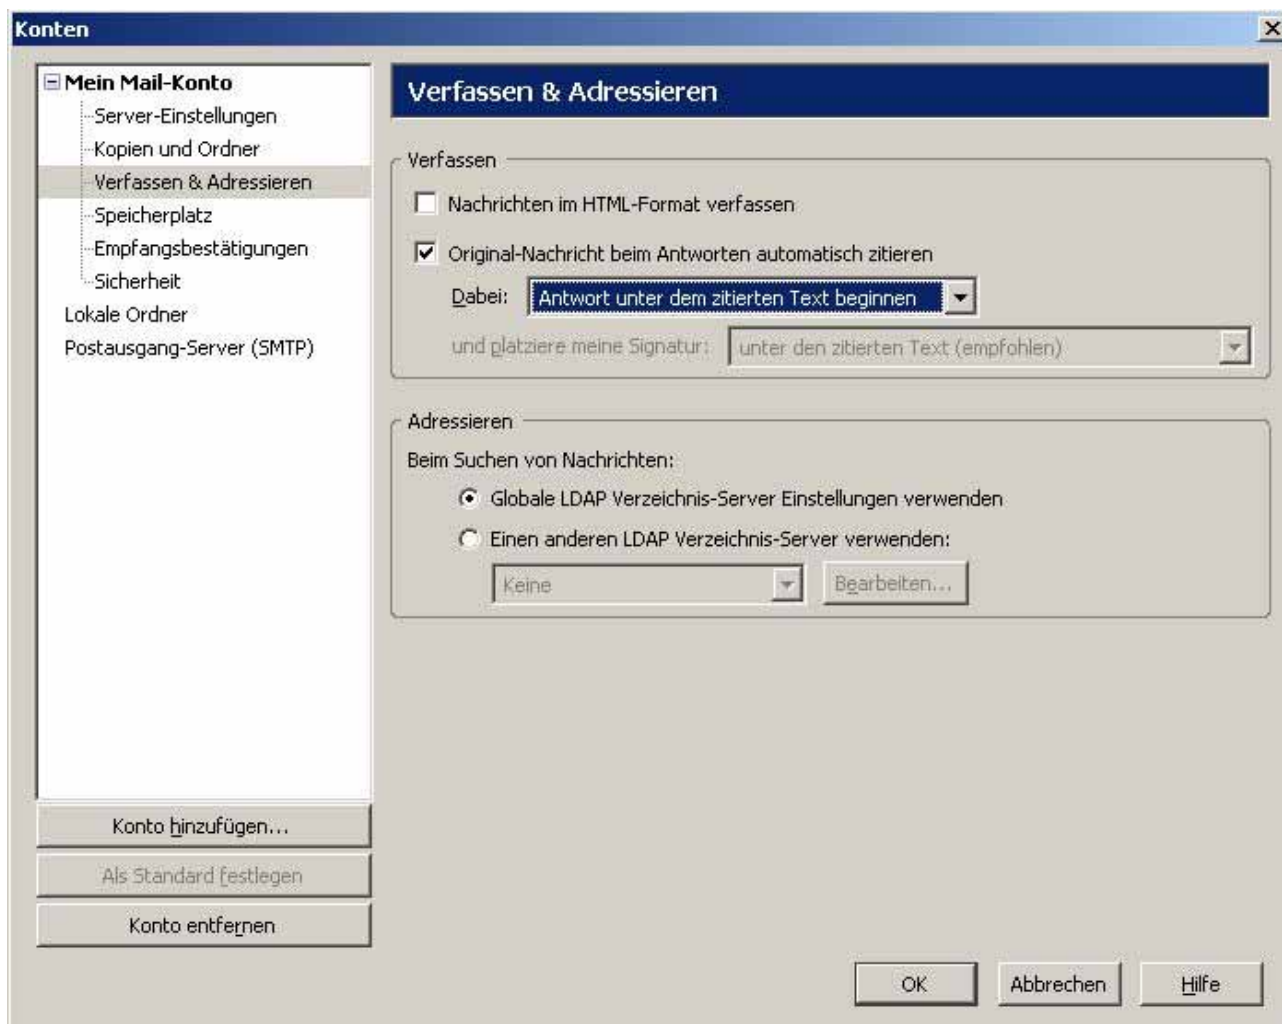 Konten
Mein Mail-Konto
Server-Einstellungen
Kopien und Ordner
Verfassen & Adressieren
Speicherplatz
Empfangsbestätigungen
Sicherheit
Lokale Ordner
Postausgang-Server (SMTP)
Konto hinzufügen...
Als Standard festlegen
Konto entfernen
Verfassen & Adressieren
Verfassen
Nachrichten im HTML-Format verfassen
Original-Nachricht beim Antworten automatisch zitieren
Dabei: Antwort unter dem zitierten Text beginnen
und platziere meine Signatur: unter den zitierten Text (empfohlen)
Adressieren
Beim Suchen von Nachrichten:
Globale LDAP Verzeichnis-Server Einstellungen verwenden
Einen anderen LDAP Verzeichnis-Server verwenden:
Keine Bearbeiten...
OK Abbrechen Hilfe